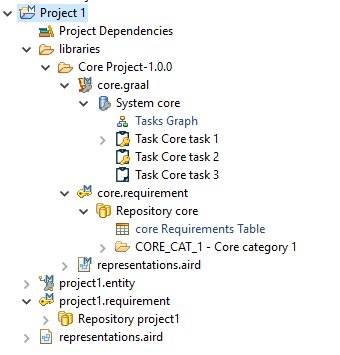 Project 1
Project Dependencies
libraries
Core Project-1.0.0
core.graal
System core
Tasks Graph
Task Core task 1
Task Core task 2
Task Core task 3
core.requirement
Repository core
core Requirements Table
CORE_CAT_1 - Core category 1
representations.aird
project1.entity
project1.requirement
Repository project1
representations.aird